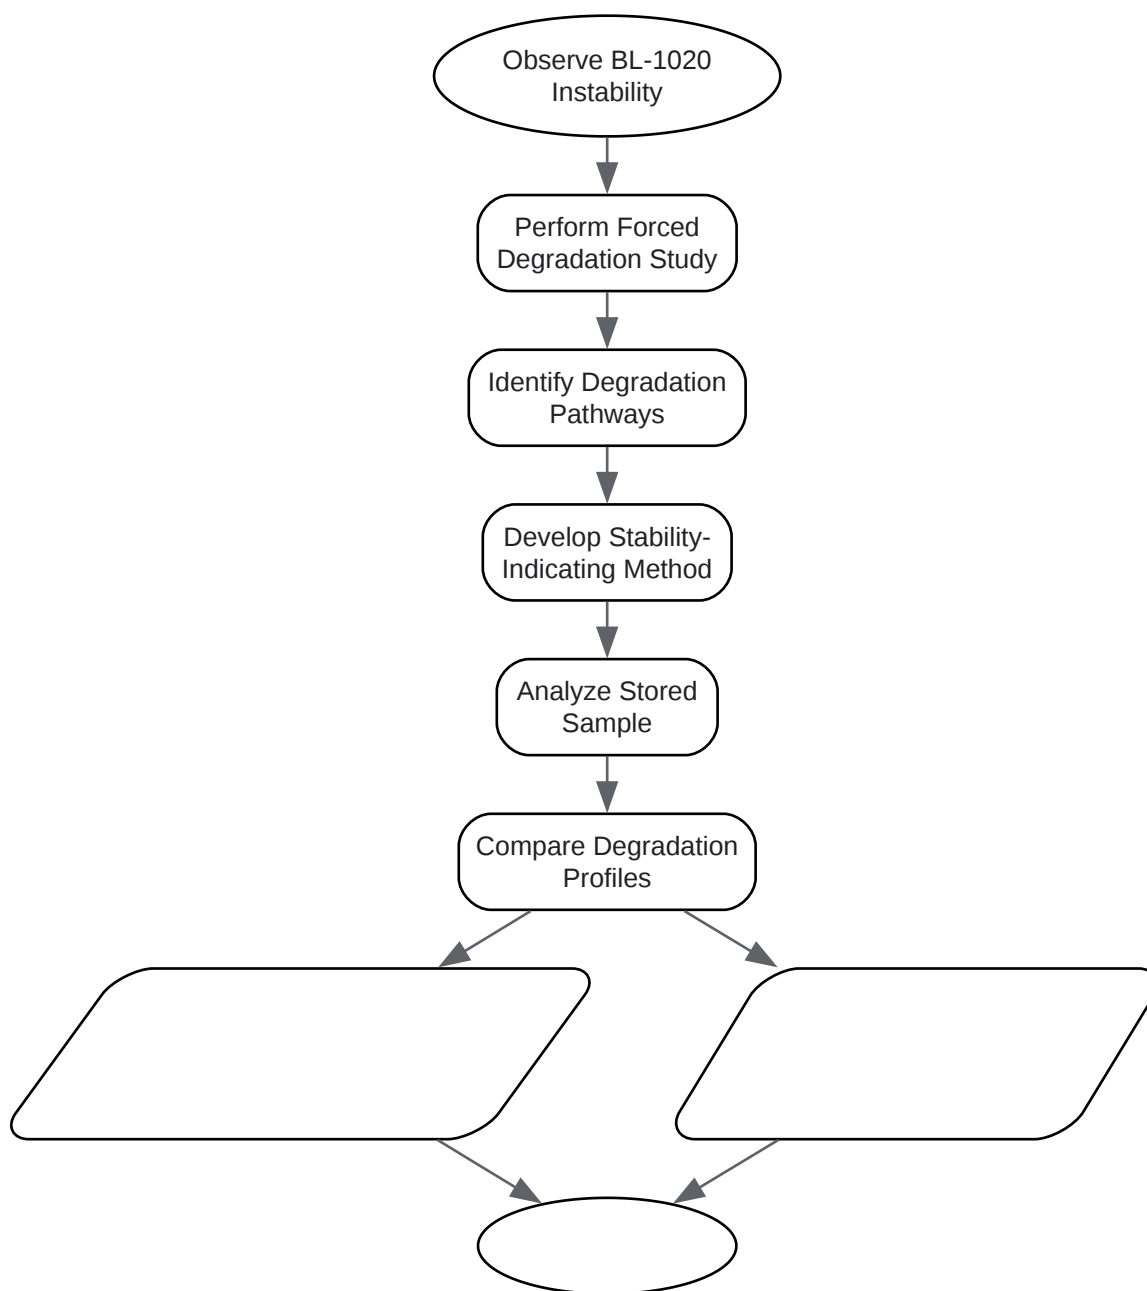 Observe BL-1020
Instability
Perform Forced
Degradation Study
Identify Degradation
Pathways
Develop Stability-
Indicating Method
Analyze Stored
Sample
Compare Degradation
Profiles